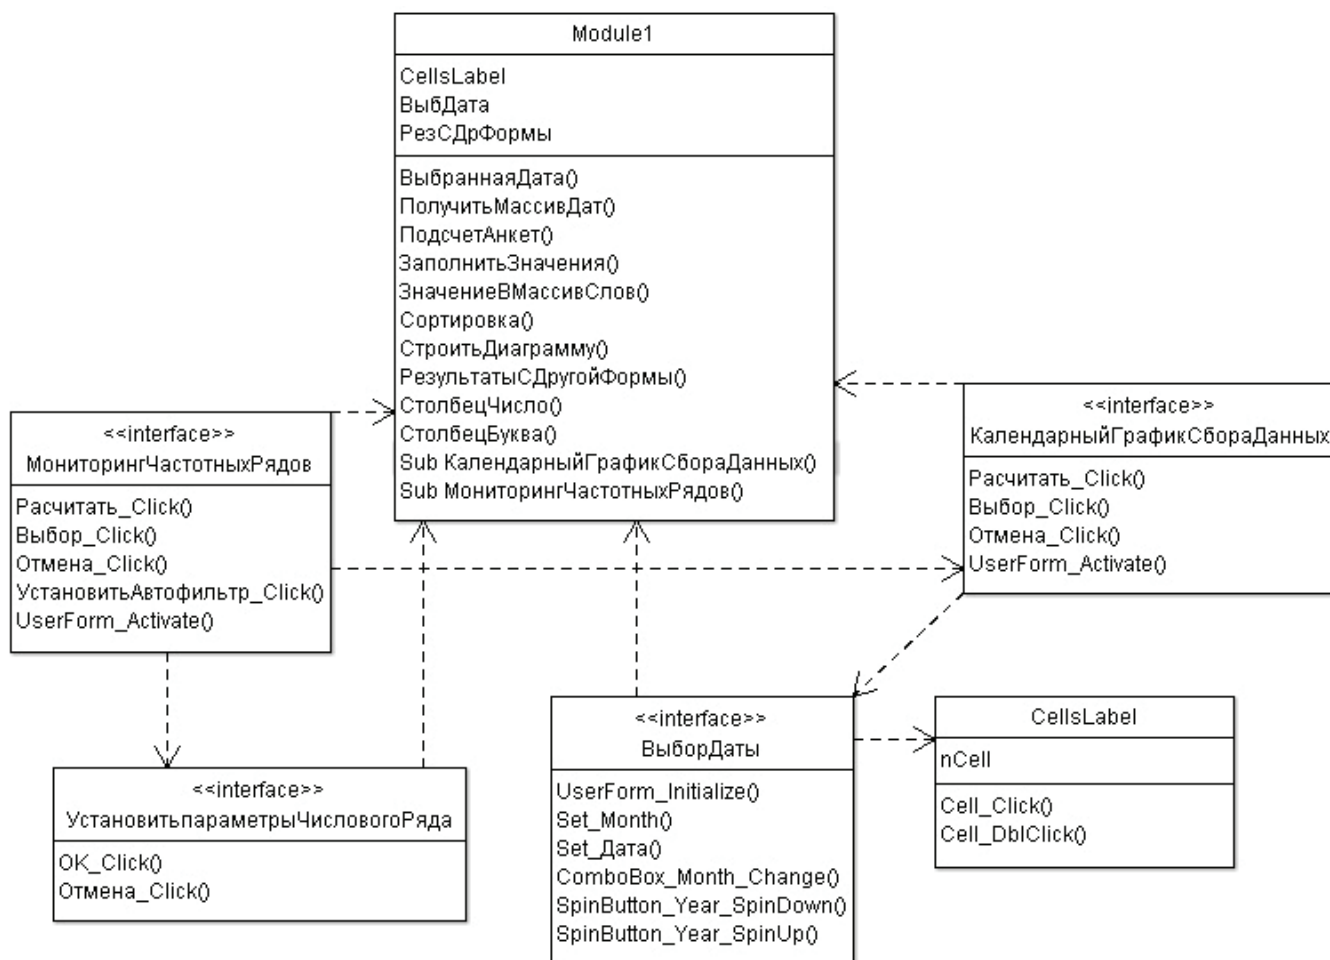 Module1
CellsLabel
ВыбДата
РезСДрФормы
ВыбраннаяДата()
ПолучитьМассивДат()
ПодсчетАнкет()
ЗаполнитьЗначения()
ЗначениеВМассивСлов()
Сортировка()
СтроитьДиаграмму()
РезультатыСДругойФормы()
СтолбецЧисло()
СтолбецБуква()
Sub КалендарныйГрафикСбораДанных()
Sub МониторингЧастотныхРядов()
<<interface>>
МониторингЧастотныхРядов
Расчитать_Click()
Выбор_Click()
Отмена_Click()
УстановитьАвтофильтр_Click()
UserForm_Activate()
<<interface>>
КалендарныйГрафикСбораДанных
Расчитать_Click()
Выбор_Click()
Отмена_Click()
UserForm_Activate()
<<interface>>
УстановитьпараметрыЧисловогоРяда
OK_Click()
Отмена_Click()
<<interface>>
ВыборДаты
UserForm_Initialize()
Set_Month()
Set_Дата()
ComboBox_Month_Change()
SpinButton_Year_SpinDown()
SpinButton_Year_SpinUp()
CellsLabel
nCell
Cell_Click()
Cell_DblClick()